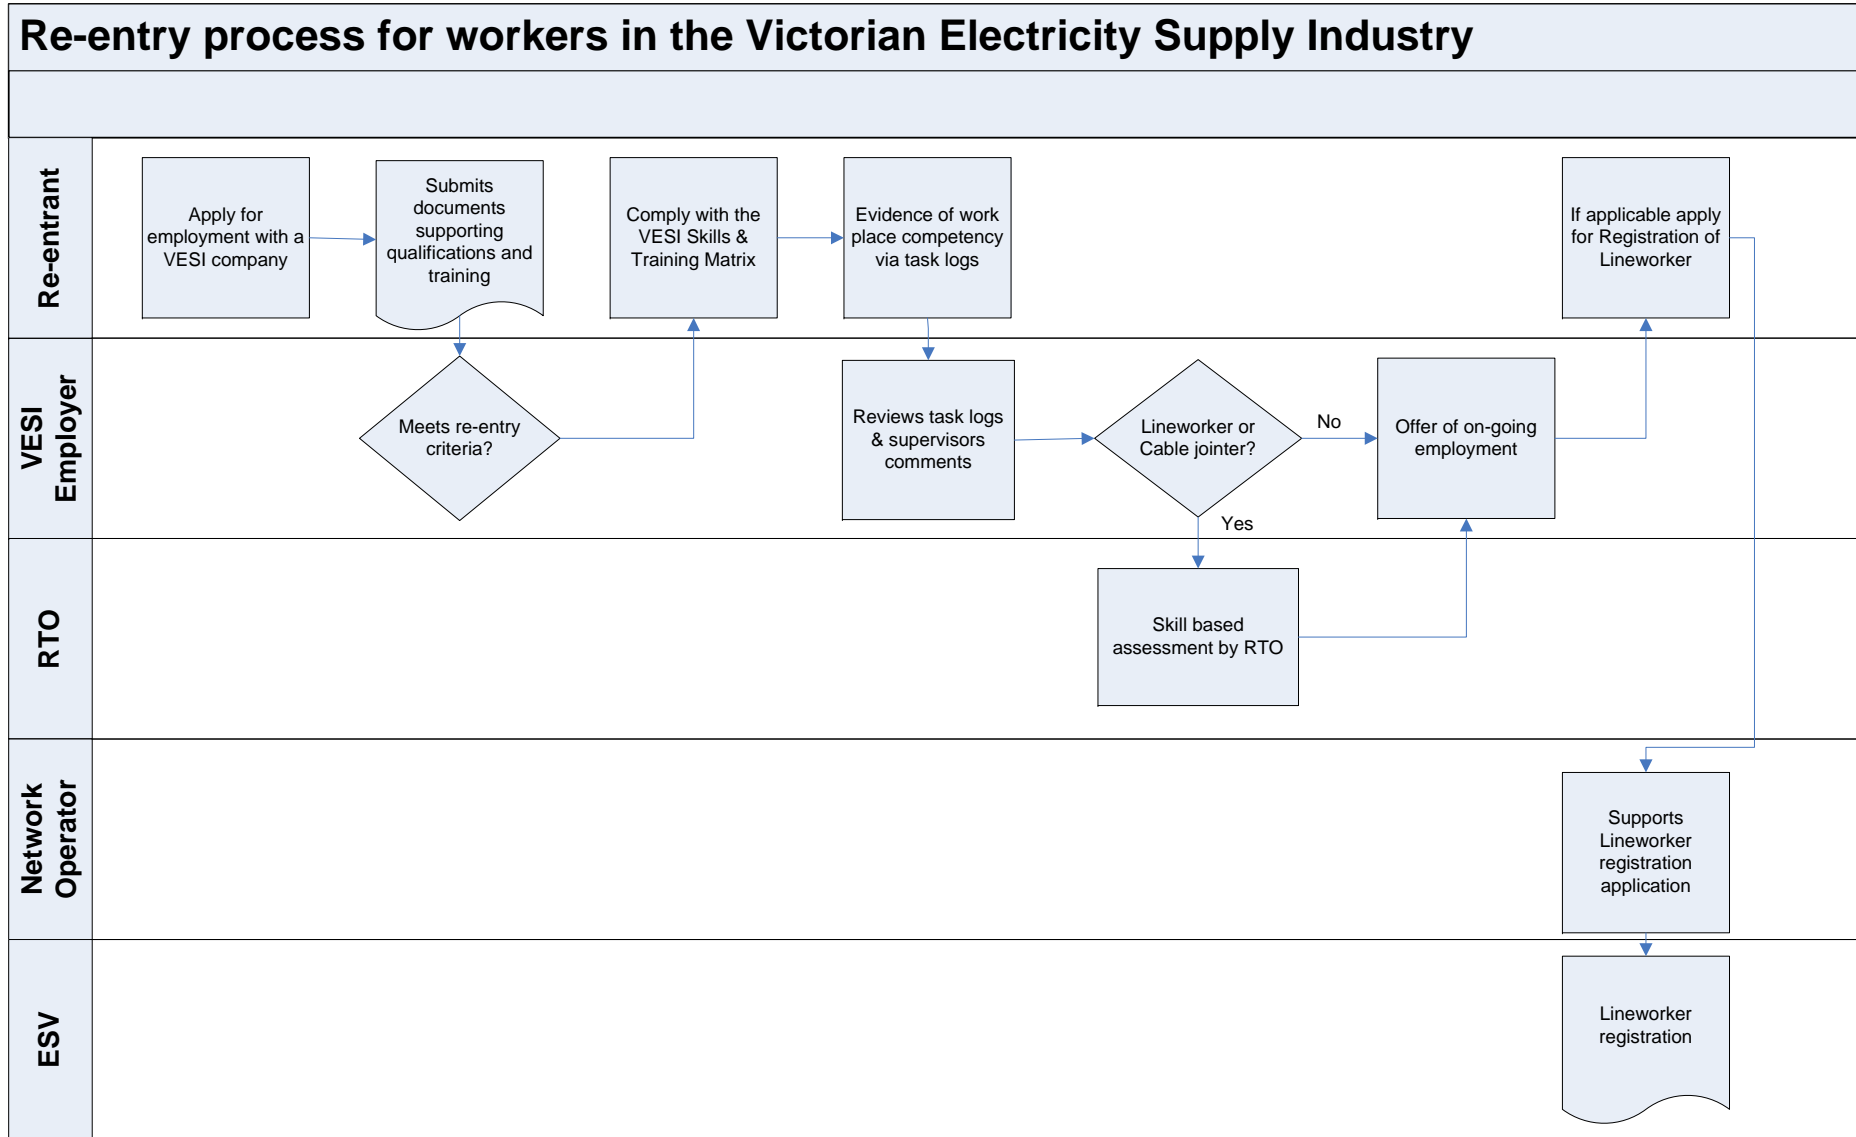 Re-entry process for workers in the Victorian Electricity Supply Industry
Re-entrant
Apply for
employment with a
VESI company
Submits
documents
supporting
qualifications and
training
Comply with the
VESI Skills &
Training Matrix
Evidence of work
place competency
via task logs
If applicable apply
for Registration of
Lineworker
VESI
Employer
Meets re-entry
criteria?
Reviews task logs
& supervisors
comments
Lineworker or
Cable jointer?
No
Yes
Offer of on-going
employment
RTO
Skill based
assessment by RTO
Network
Operator
Supports
Lineworker
registration
application
ESV
Lineworker
registration